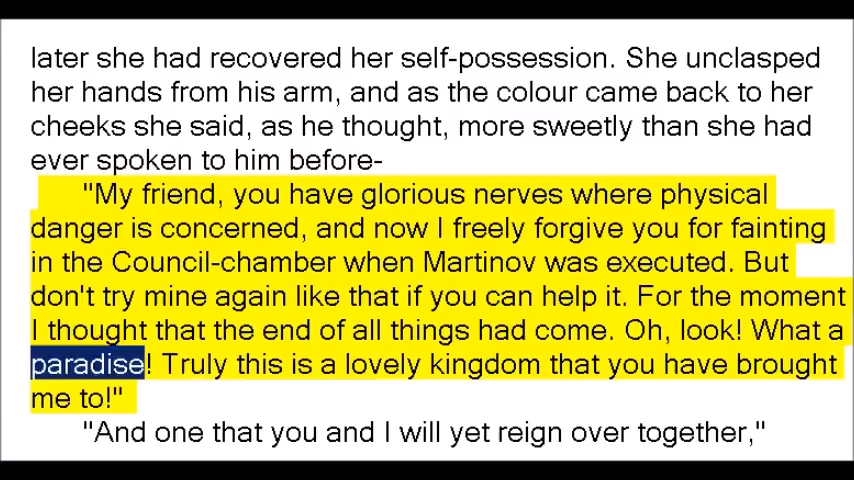 later she had recovered her self-possession. She unclasped
her hands from his arm, and as the colour came back to her
cheeks she said, as he thought, more sweetly than she had
ever spoken to him before-
"My friend, you have glorious nerves where physical
danger is concerned, and now I freely forgive you for fainting
in the Council-chamber when Martinov was executed. But
don't try mine again like that if you can help it. For the moment
I thought that the end of all things had come. Oh, look! What a
paradise! Truly this is a lovely kingdom that you have brought
me to!"
"And one that you and I will yet reign over together,"